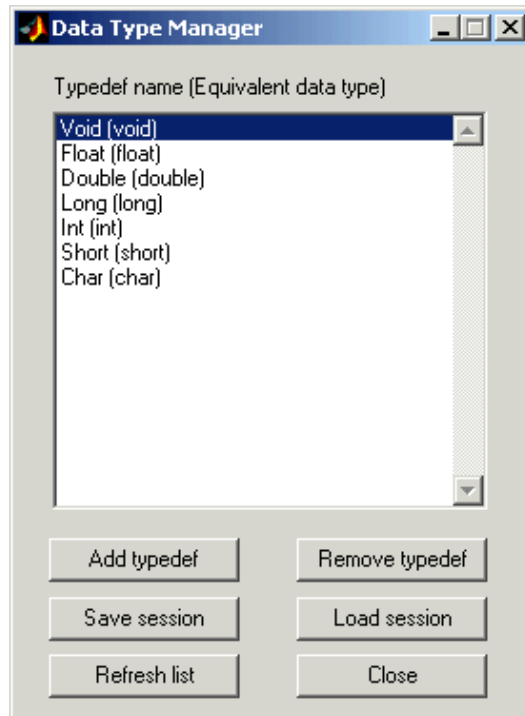 Data Type Manager
Typedef name (Equivalent data type)
Void (void)
Float (float)
Double (double)
Long (long)
Int (int)
Short (short)
Char (char)
Add typedef
Remove typedef
Save session
Load session
Refresh list
Close